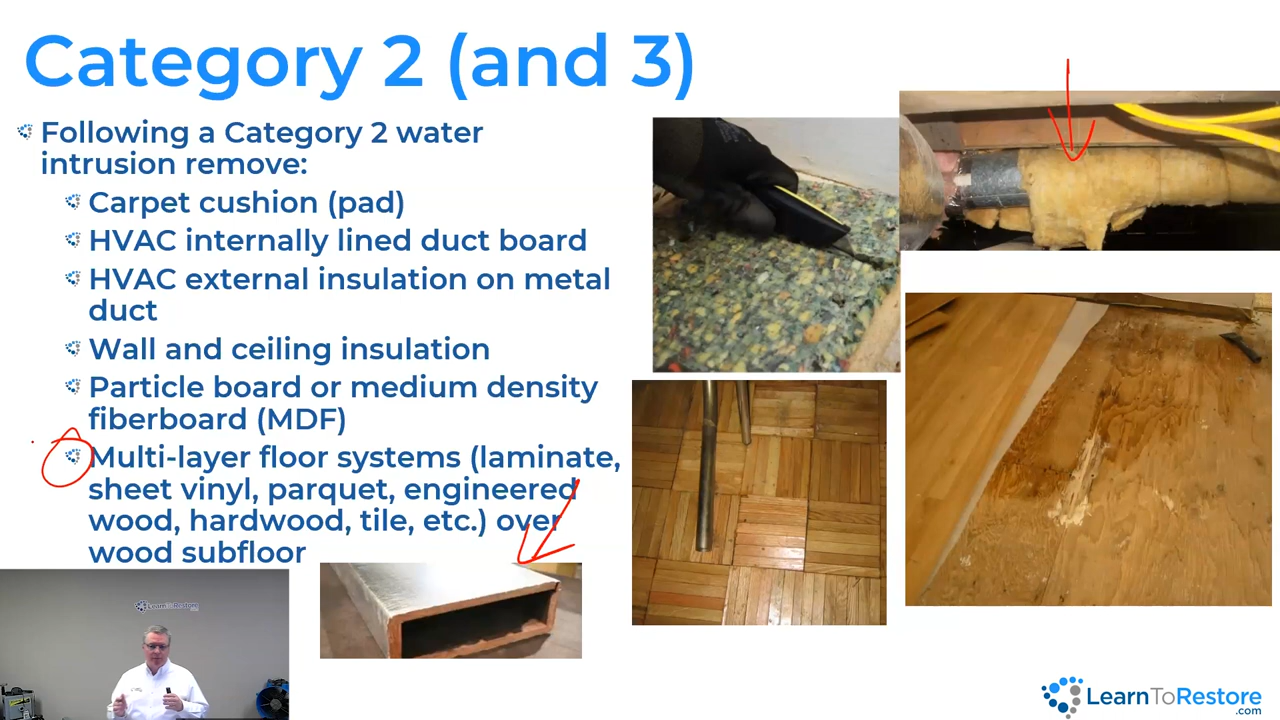 Category 2 (and 3)
Following a Category 2 water
intrusion remove:
Carpet cushion (pad)
HVAC internally lined duct board
HVAC external insulation on metal
duct
Wall and ceiling insulation
Particle board or medium density
fiberboard (MDF)
Multi-layer floor systems (laminate,
sheet vinyl, parquet, engineered
wood, hardwood, tile, etc.) over
wood subfloor
LearnToRestore
LearnToRestore
.com